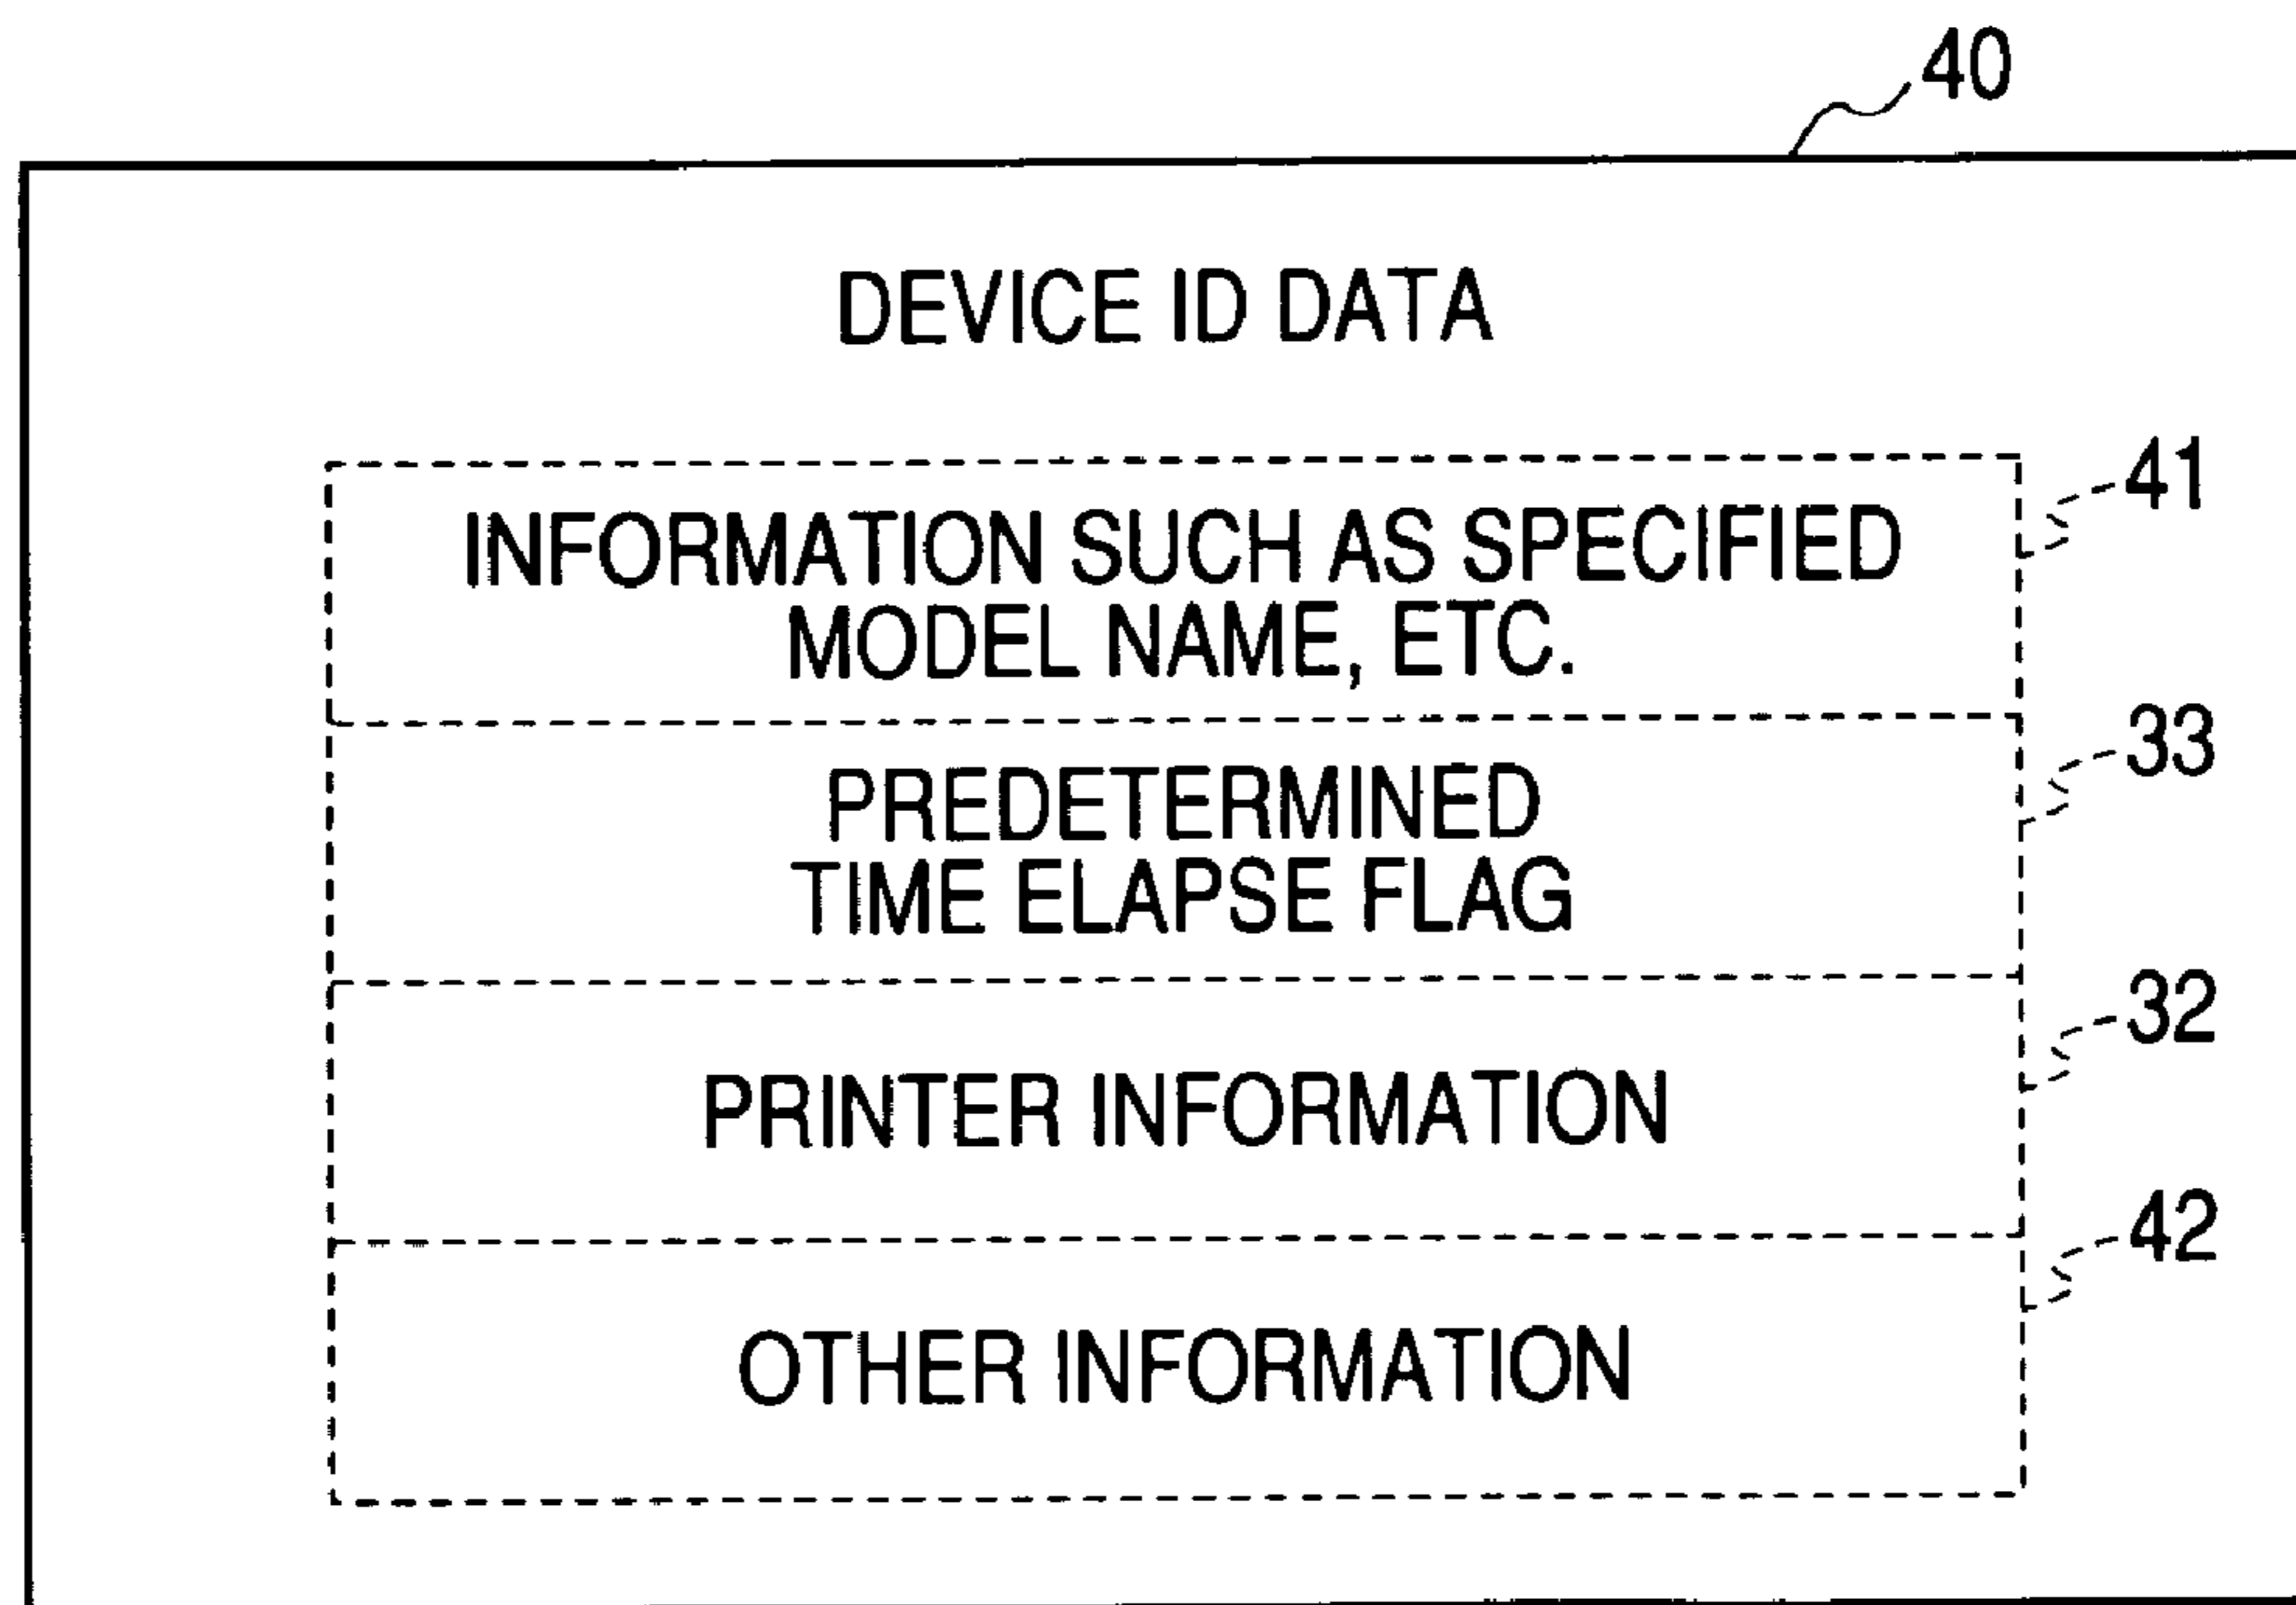 40
DEVICE ID DATA
41
INFORMATION SUCH AS SPECIFIED
MODEL NAME, ETC.
33
PREDETERMINED
TIME ELAPSE FLAG
32
PRINTER INFORMATION
42
OTHER INFORMATION